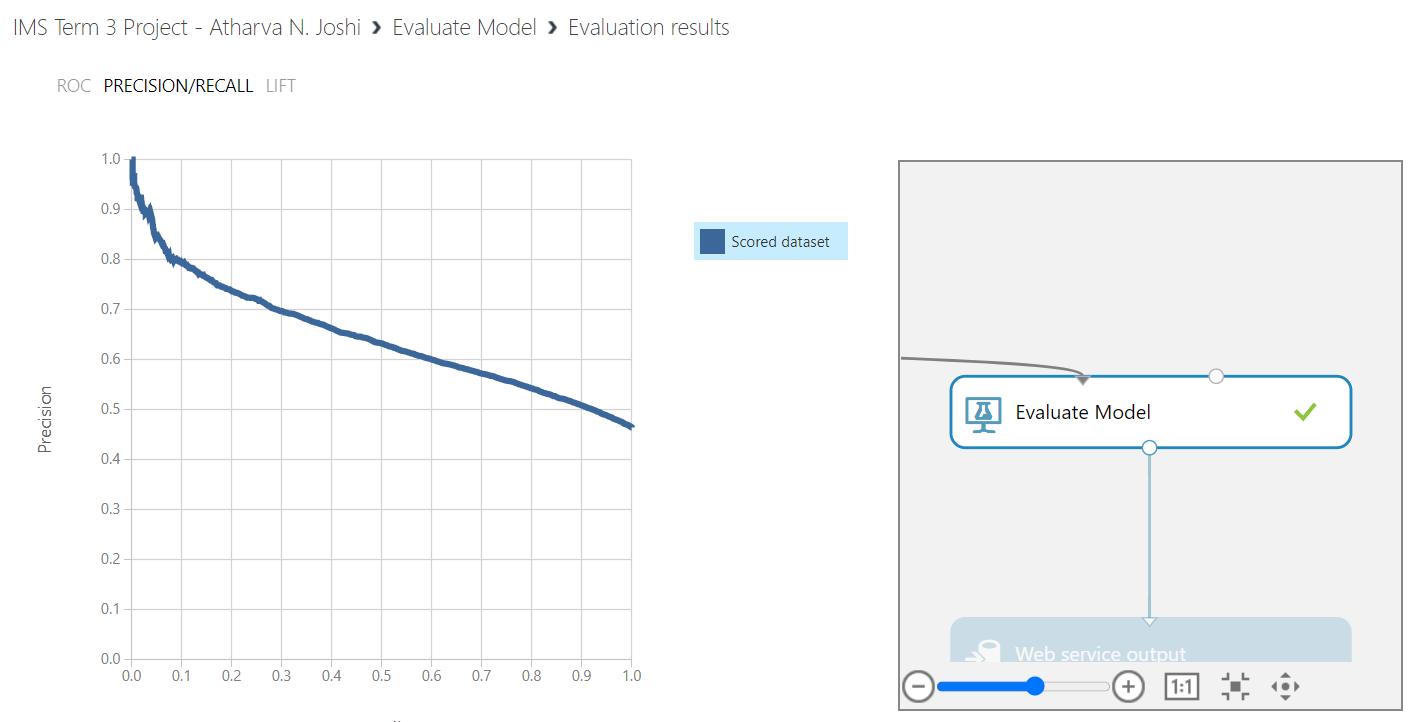 IMS Term 3 Project - Atharva N. Joshi › Evaluate Model › Evaluation results
ROC PRECISION/RECALL LIFT
1.0
0.9
0.8
0.7
0.6
0.5
0.4
0.3
0.2
0.1
0.0
Precision
0.0 0.1 0.2 0.3 0.4 0.5 0.6 0.7 0.8 0.9 1.0
Scored dataset
Evaluate Model
Web service output
1:1